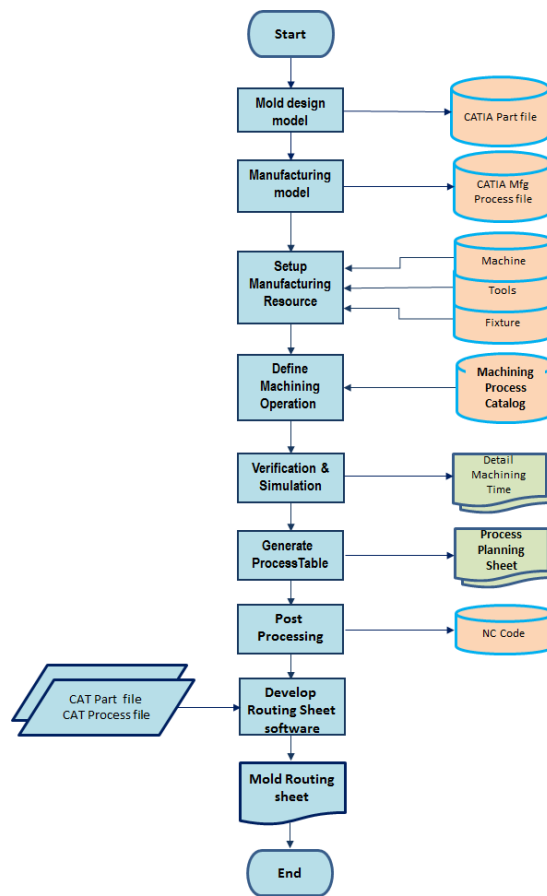 Start
Mold design
model
CATIA Part file
Manufacturing
model
CATIA Mfg
Process file
Setup
Manufacturing
Resource
Machine
Tools
Fixture
Define
Machining
Operation
Machining
Process
Catalog
Verification &
Simulation
Detail
Machining
Time
Generate
ProcessTable
Process
Planning
Sheet
Post
Processing
NC Code
CAT Part file
CAT Process file
Develop
Routing Sheet
software
Mold Routing
sheet
End